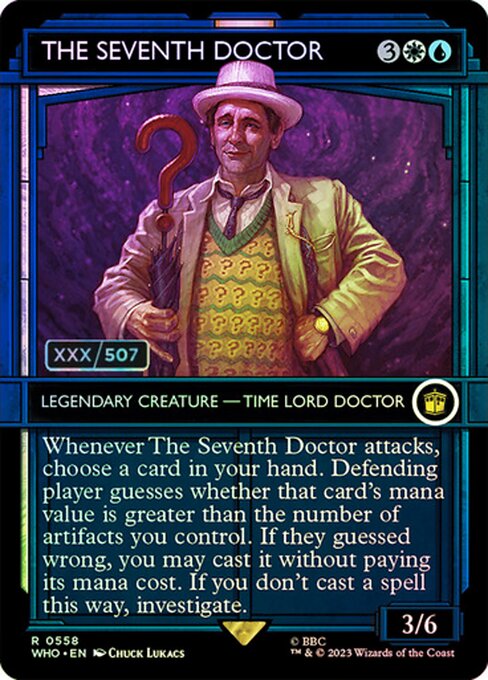 THE SEVENTH DOCTOR 3
XXX/507
LEGENDARY CREATURE — TIME LORD DOCTOR
Whenever The Seventh Doctor attacks,
choose a card in your hand. Defending
player guesses whether that card's mana
value is greater than the number of
artifacts you control. If they guessed
wrong, you may cast it without paying
its mana cost. If you don't cast a spell
this way, investigate.
3/6
R 0558
WHO • EN CHUCK LUKACS
© BBC
™ & © 2023 Wizards of the Coast